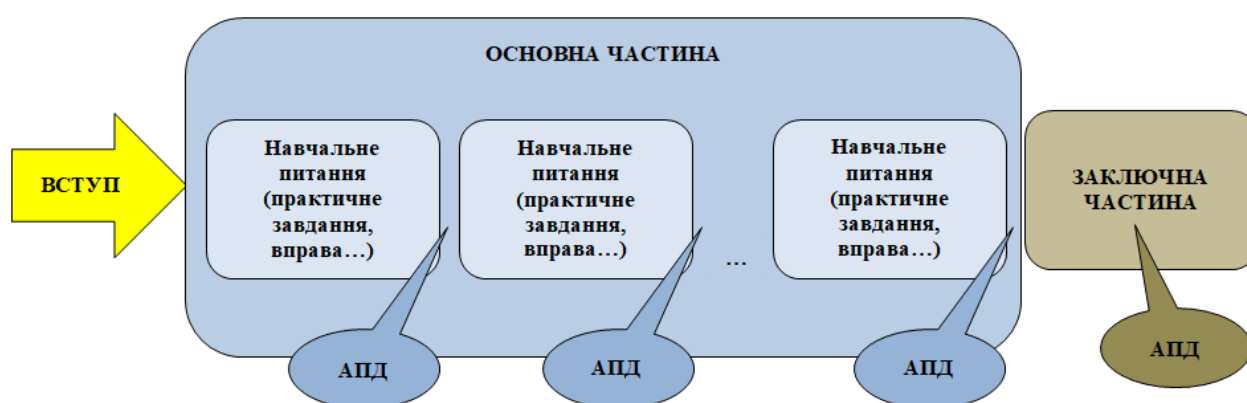 ОСНОВНА ЧАСТИНА
ВСТУП
Навчальне
питання
(практичне
завдання,
вправа…)
Навчальне
питання
(практичне
завдання,
вправа…)
…
Навчальне
питання
(практичне
завдання,
вправа…)
ЗАКЛЮЧНА
ЧАСТИНА
АПД
АПД
АПД
АПД